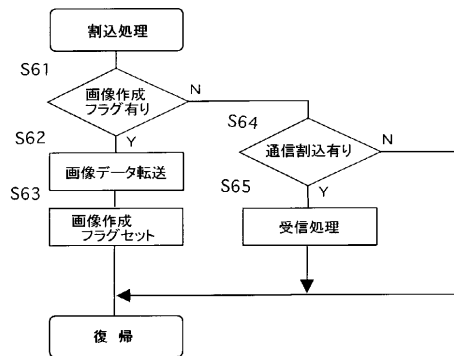 割込処理
S61
画像作成
フラグ有り
N
Y
S62
画像データ転送
S63
画像作成
フラグセット
S64
通信割込有り
N
Y
S65
受信処理
復帰